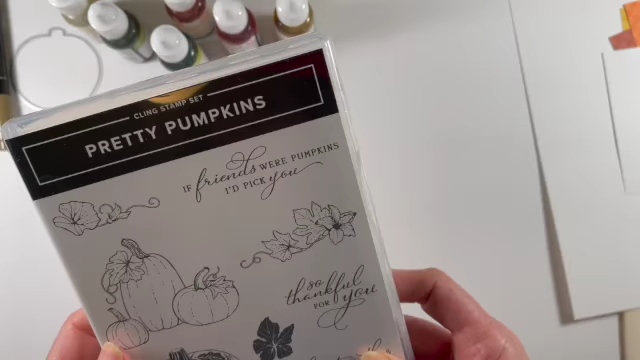 CLING STAMP SET
PRETTY PUMPKINS
IF friends WERE PUMPKINS
I'D PICK you
so
thankful
FOR you